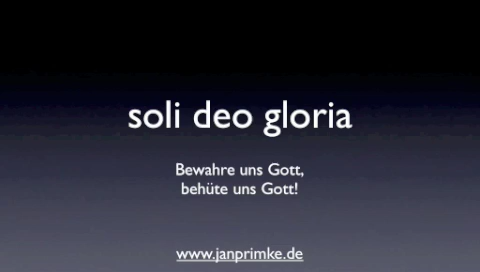 soli deo gloria
Bewahre uns Gott,
behüte uns Gott!
www.janprimke.de